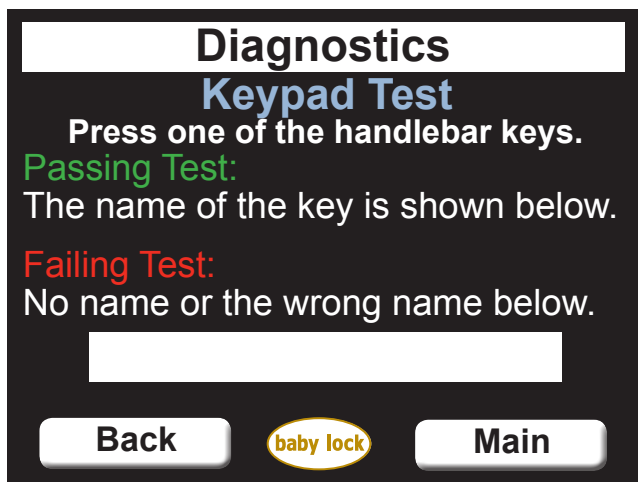 Diagnostics
Keypad Test
Press one of the handlebar keys.
Passing Test:
The name of the key is shown below.
Failing Test:
No name or the wrong name below.
Back
baby lock
Main